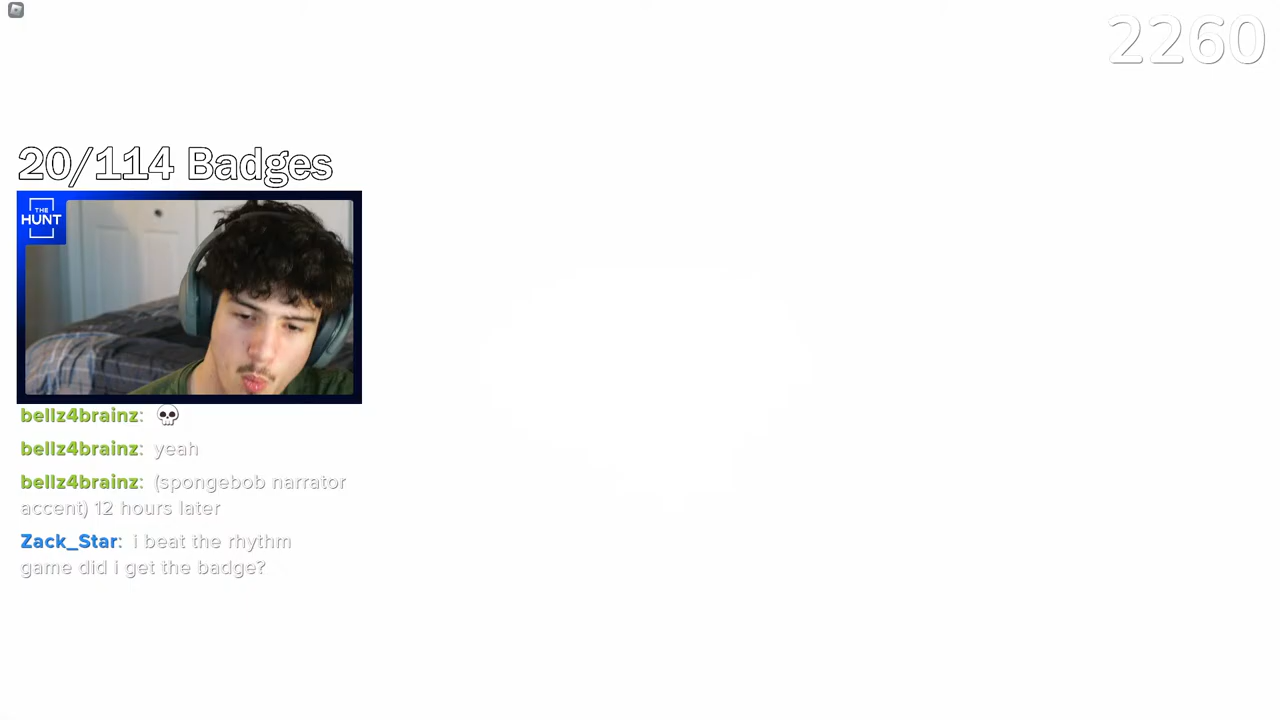 2260
20/114 Badges
THE
HUNT
bellz4brainz: 💀
bellz4brainz: yeah
bellz4brainz: (spongebob narrator
accent) 12 hours later
Zack_Star: i beat the rhythm
game did i get the badge?